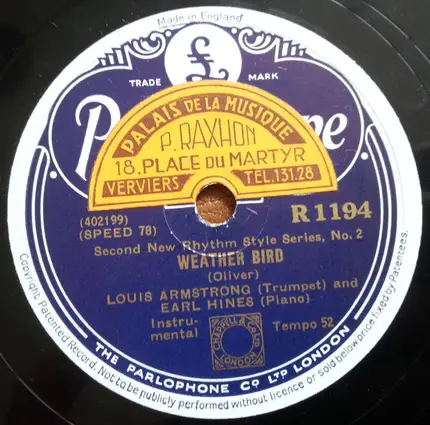 Made in England
£
TRADE MARK
PALAIS DE LA MUSIQUE
P. RAXHON
18. PLACE DU MARTYR
VERVIERS TEL.131.28
(402199)
(SPEED 78)
R 1194
Second New Rhythm Style Series, No. 2
WEATHER BIRD
(Oliver)
LOUIS ARMSTRONG (Trumpet) and
EARL HINES (Piano)
Instru-
mental
CHAPPELL & Co LTD
LONDON
Tempo 52
THE PARLOPHONE CO LTD LONDON
Copyright. Patented Record. Not to be publicly performed without licence or sold below price fixed by Patentees.